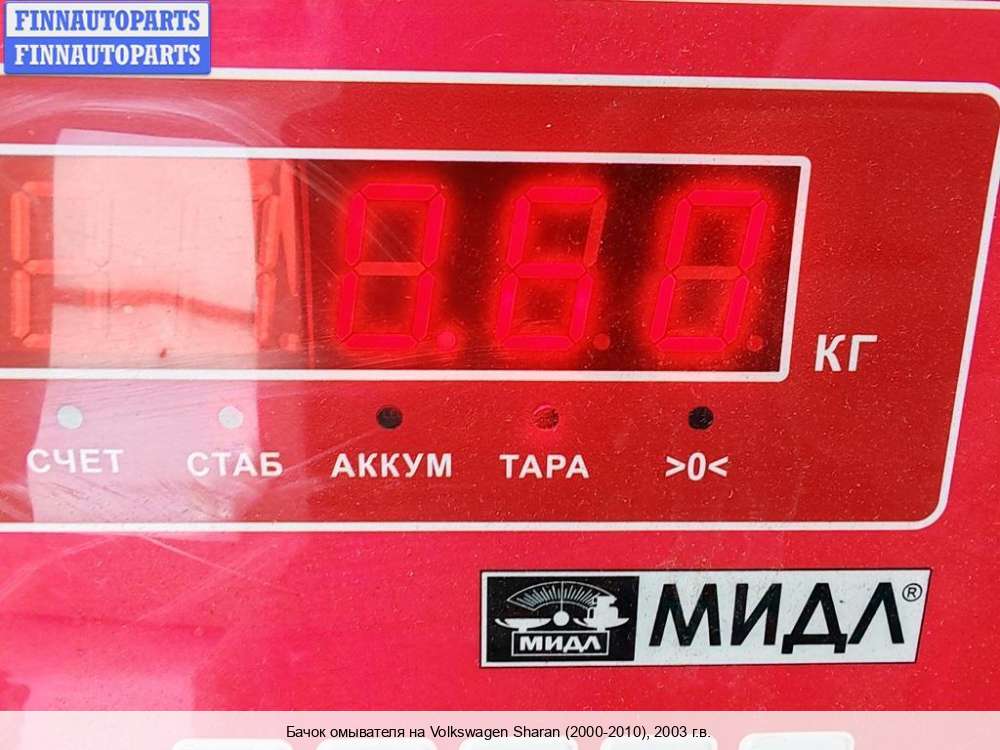 FINNAUTOPARTS
FINNAUTOPARTS
0.60
КГ
СЧЕТ СТАБ АККУМ ТАРА >0<
МИДЛ МИДЛ®
Бачок омывателя на Volkswagen Sharan (2000-2010), 2003 г.в.